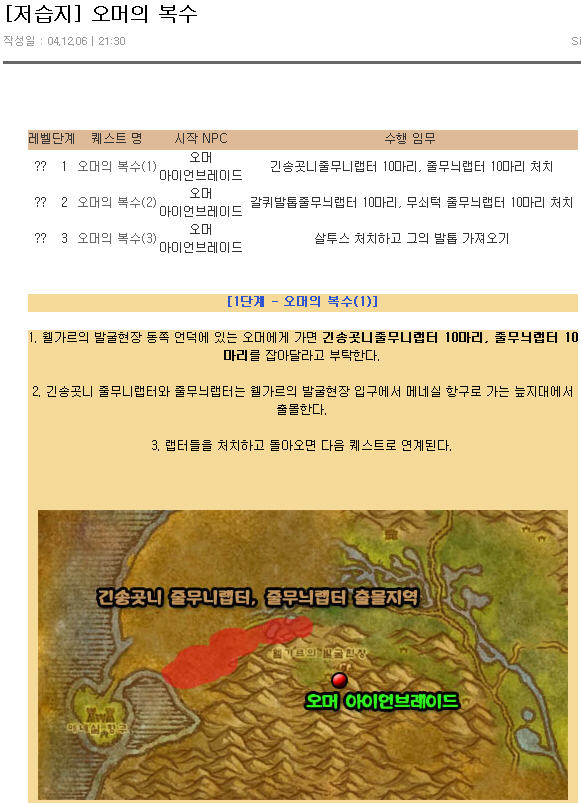 [저습지] 오머의 복수
작성일 : 04.12.06 | 21:30
Si
레벨 단계 퀘스트 명 시작 NPC 수행 임무
?? 1 오머의 복수(1) 오머 아이언브레이드 긴송곳니줄무늬랩터 10마리, 줄무늬랩터 10마리 처치
?? 2 오머의 복수(2) 오머 아이언브레이드 갈퀴발톱줄무늬랩터 10마리, 무쇠턱 줄무늬랩터 10마리 처치
?? 3 오머의 복수(3) 오머 아이언브레이드 살투스 처치하고 그의 발톱 가져오기
[1단계 - 오머의 복수(1)]
1. 웰가르의 발굴현장 동쪽 언덕에 있는 오머에게 가면 긴송곳니줄무늬랩터 10마리, 줄무늬랩터 10
마리를 잡아달라고 부탁한다.
2. 긴송곳니 줄무늬랩터와 줄무늬랩터는 웰가르의 발굴현장 입구에서 메네실 항구로 가는 늪지대에서
출몰한다.
3. 랩터들을 처치하고 돌아오면 다음 퀘스트로 연계된다.
긴송곳니 줄무늬랩터, 줄무늬랩터 출몰지역
웰가르의 발굴현장
오머 아이언브레이드
메네실 항구